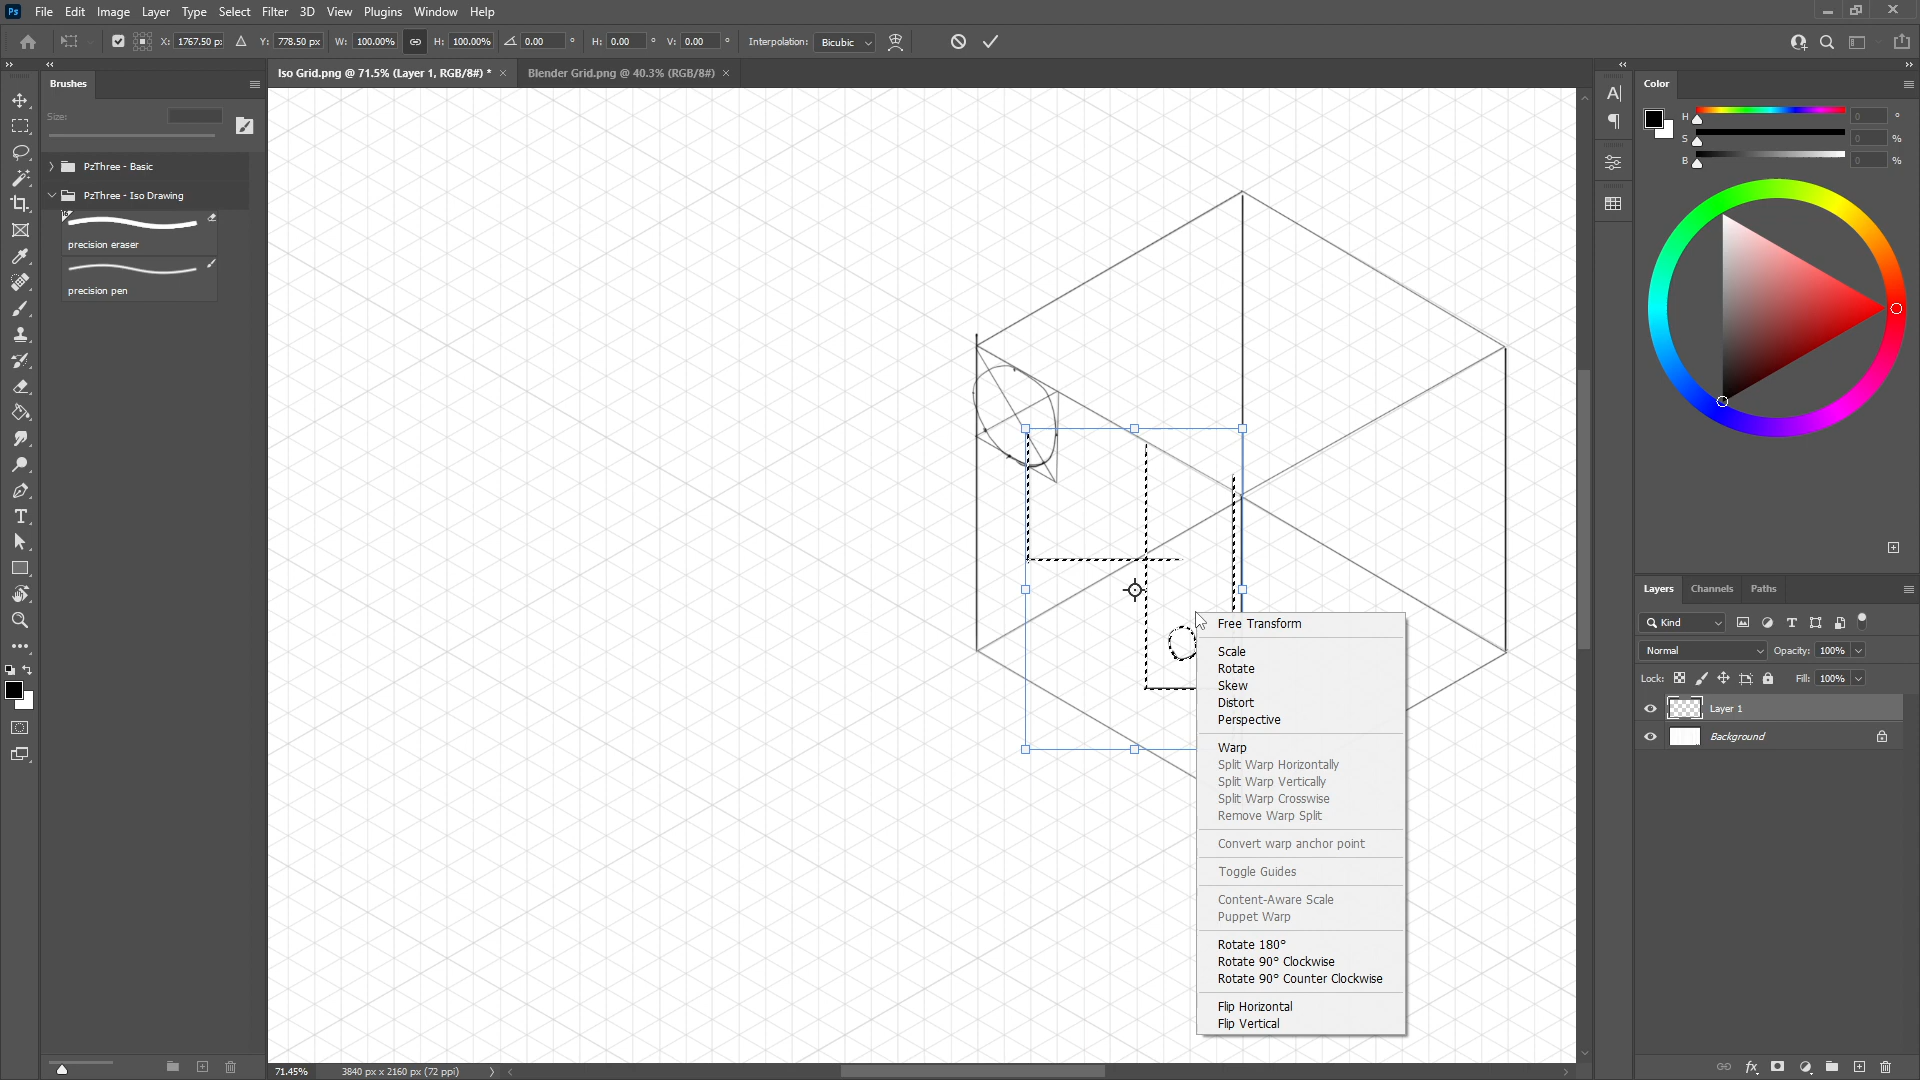 Ps File Edit Image Layer Type Select Filter 3D View Plugins Window Help
X: 1767.50 p: Y: 778.50 px W: 100.00% H: 100.00% 0.00 ° H: 0.00 ° V: 0.00 ° Interpolation: Bicubic
Brushes
Iso Grid.png @ 71.5% (Layer 1, RGB/8#) *
Blender Grid.png @ 40.3% (RGB/8#)
Color
Size:
H 0 °
S 0 %
B 0 %
PzThree - Basic
PzThree - Iso Drawing
precision eraser
precision pen
Free Transform
Scale
Rotate
Skew
Distort
Perspective
Warp
Split Warp Horizontally
Split Warp Vertically
Split Warp Crosswise
Remove Warp Split
Convert warp anchor point
Toggle Guides
Content-Aware Scale
Puppet Warp
Rotate 180°
Rotate 90° Clockwise
Rotate 90° Counter Clockwise
Flip Horizontal
Flip Vertical
Layers Channels Paths
Kind
Normal Opacity: 100%
Lock: Fill: 100%
Layer 1
Background
71.45% 3840 px x 2160 px (72 ppi)